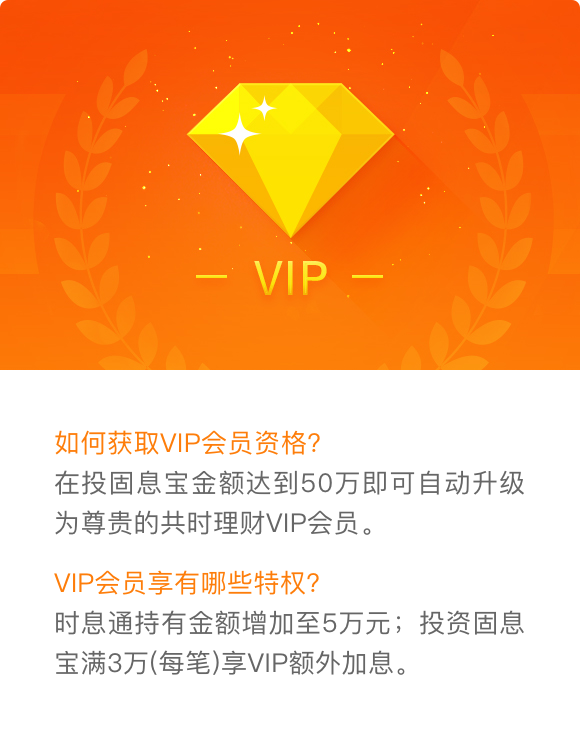 VIP
如何获取VIP会员资格?
在投固息宝金额达到50万即可自动升级
为尊贵的共时理财VIP会员。
VIP会员享有哪些特权?
时息通持有金额增加至5万元；投资固息
宝满3万(每笔)享VIP额外加息。